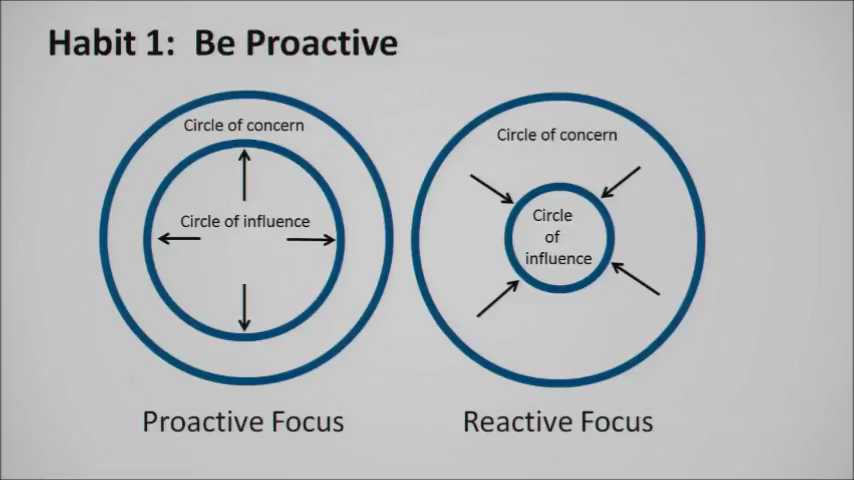 Habit 1: Be Proactive
Circle of concern
Circle of influence
Proactive Focus
Circle of concern
Circle
of
influence
Reactive Focus